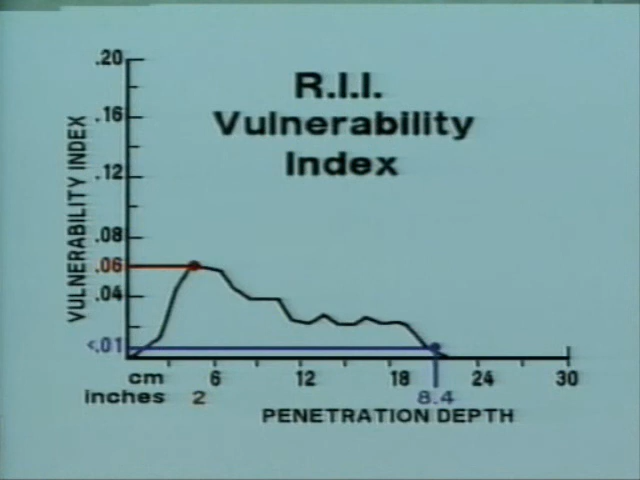 R.I.I.
Vulnerability
Index
VULNERABILITY INDEX
.20
.16
.12
.08
.06
.04
<.01
cm 6 12 18 24 30
inches 2 8.4
PENETRATION DEPTH